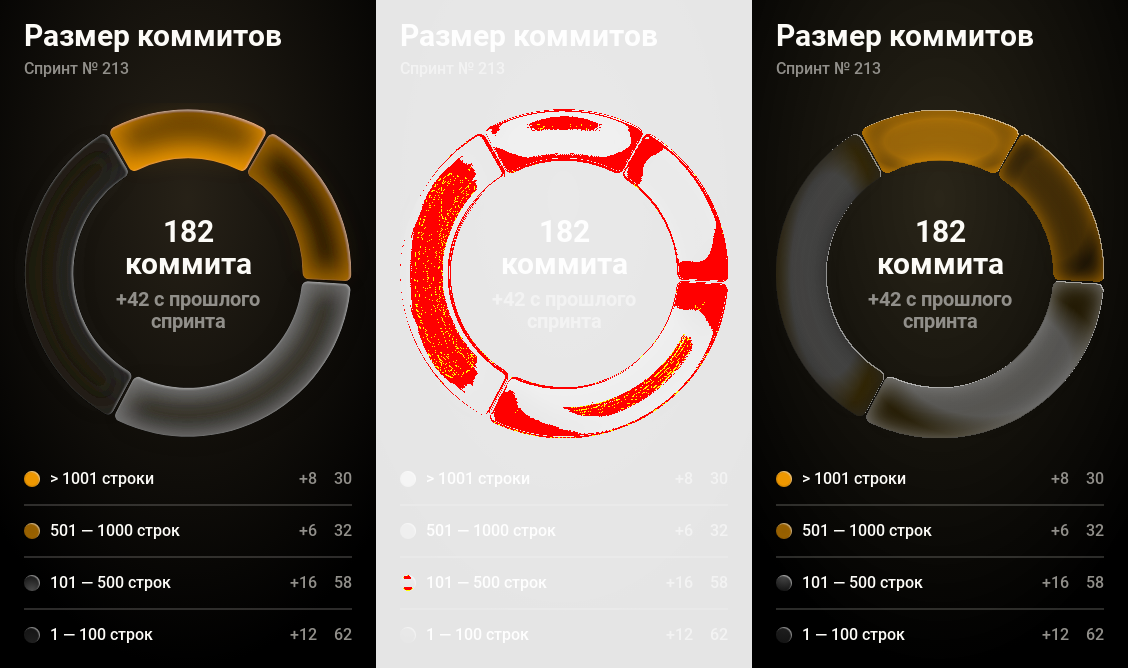 Размер коммитов
Спринт № 213
182
коммита
+42 с прошлого
спринта
> 1001 строки +8 30
501 — 1000 строк +6 32
101 — 500 строк +16 58
1 — 100 строк +12 62
Размер коммитов
Спринт № 213
182
коммита
+42 с прошлого
спринта
> 1001 строки +8 30
501 — 1000 строк +6 32
101 — 500 строк +16 58
1 — 100 строк +12 62
Размер коммитов
Спринт № 213
182
коммита
+42 с прошлого
спринта
> 1001 строки +8 30
501 — 1000 строк +6 32
101 — 500 строк +16 58
1 — 100 строк +12 62